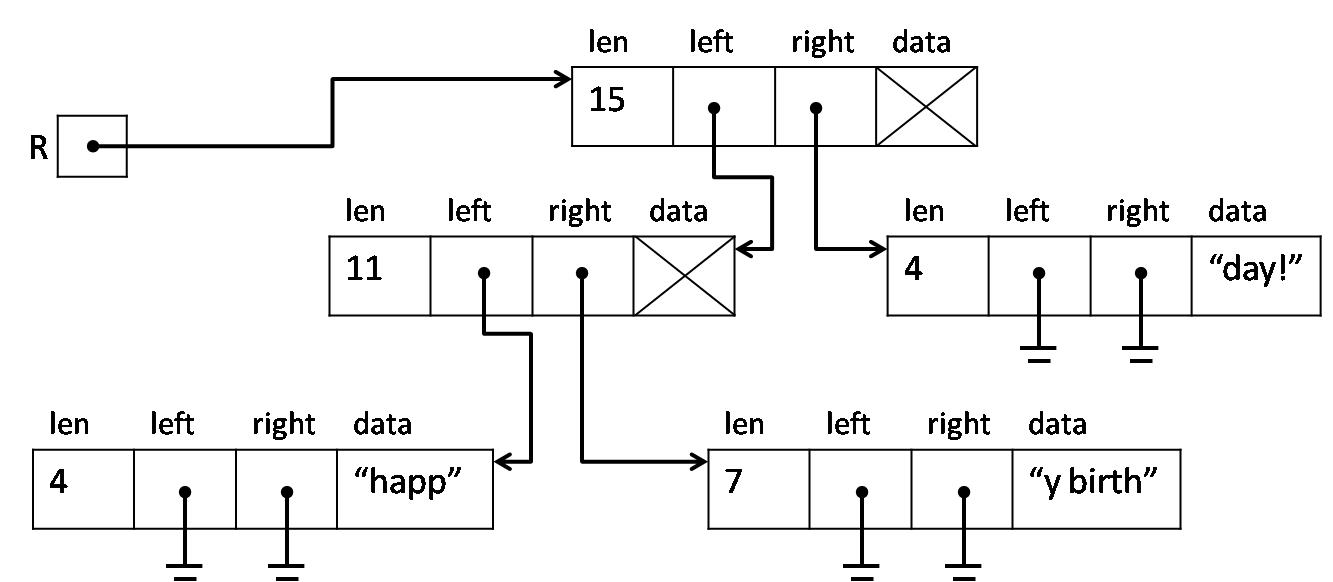 len left right data
15
R
len left right data
11
len left right data
4 “day!”
len left right data
4 “happ”
len left right data
7 “y birth”